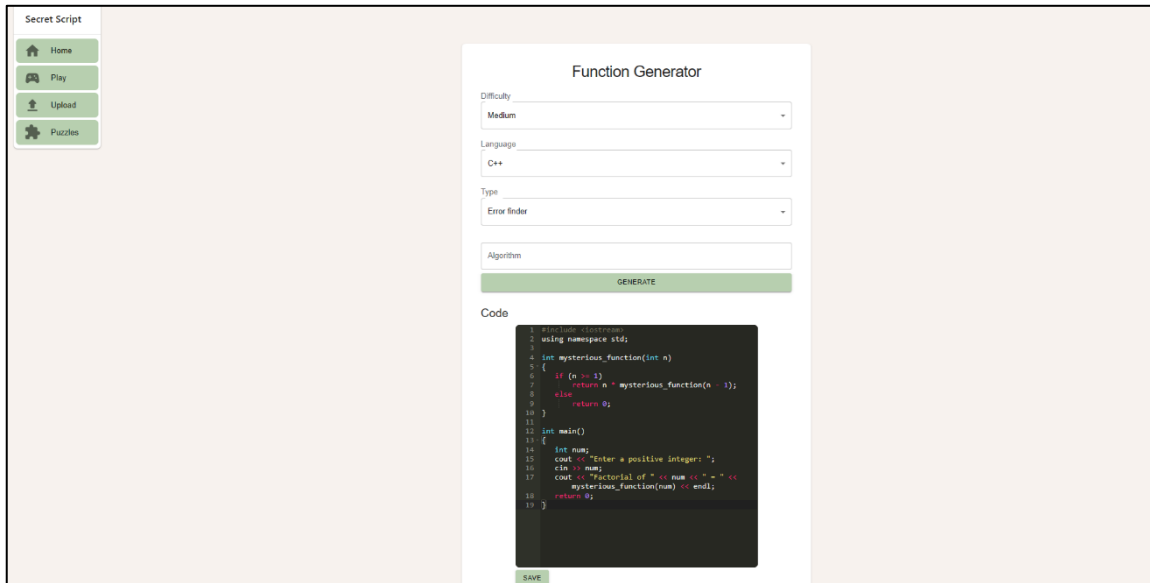 Secret Script
Home
Play
Upload
Puzzles
Function Generator
Difficulty
Medium
Language
C++
Type
Error finder
Algorithm
GENERATE
Code
1 #include <iostream>
2 using namespace std;
3
4 int mysterious_function(int n)
5 {
6 if (n >= 1)
7 return n * mysterious_function(n - 1);
8 else
9 return 0;
10 }
11
12 int main()
13 {
14 int num;
15 cout << "Enter a positive integer: ";
16 cin >> num;
17 cout << "Factorial of " << num << " = " <<
mysterious_function(num) << endl;
18 return 0;
19 }
SAVE